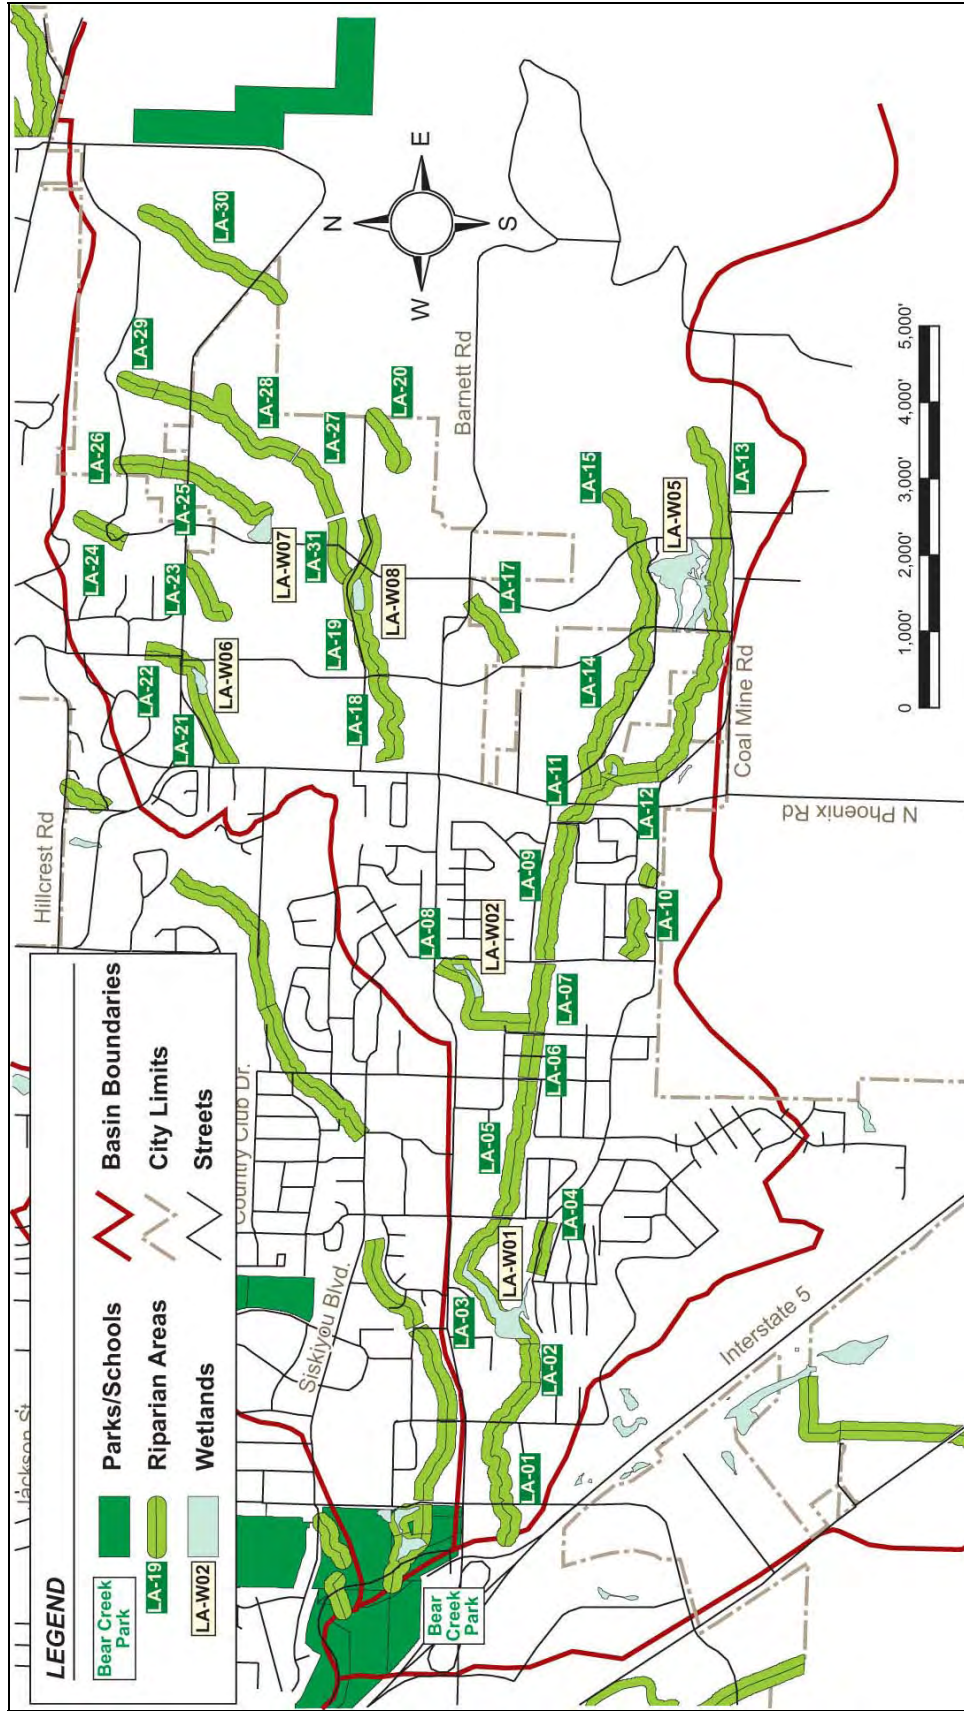 LEGEND
Bear Creek
Park
Parks/Schools
LA-19
Riparian Areas
LA-W02
Wetlands
Basin Boundaries
City Limits
Streets
Jackson St
Hillcrest Rd
Country Club Dr.
Siskiyou Blvd.
Barnett Rd
Coal Mine Rd
N Phoenix Rd
Interstate 5
Bear
Creek
Park
N
W
E
S
LA-30
LA-29
LA-28
LA-27
LA-26
LA-25
LA-24
LA-23
LA-22
LA-21
LA-20
LA-31
LA-19
LA-18
LA-17
LA-15
LA-14
LA-13
LA-12
LA-11
LA-10
LA-09
LA-08
LA-07
LA-06
LA-05
LA-04
LA-03
LA-02
LA-01
LA-W07
LA-W06
LA-W08
LA-W05
LA-W02
LA-W01
0 1,000' 2,000' 3,000' 4,000' 5,000'